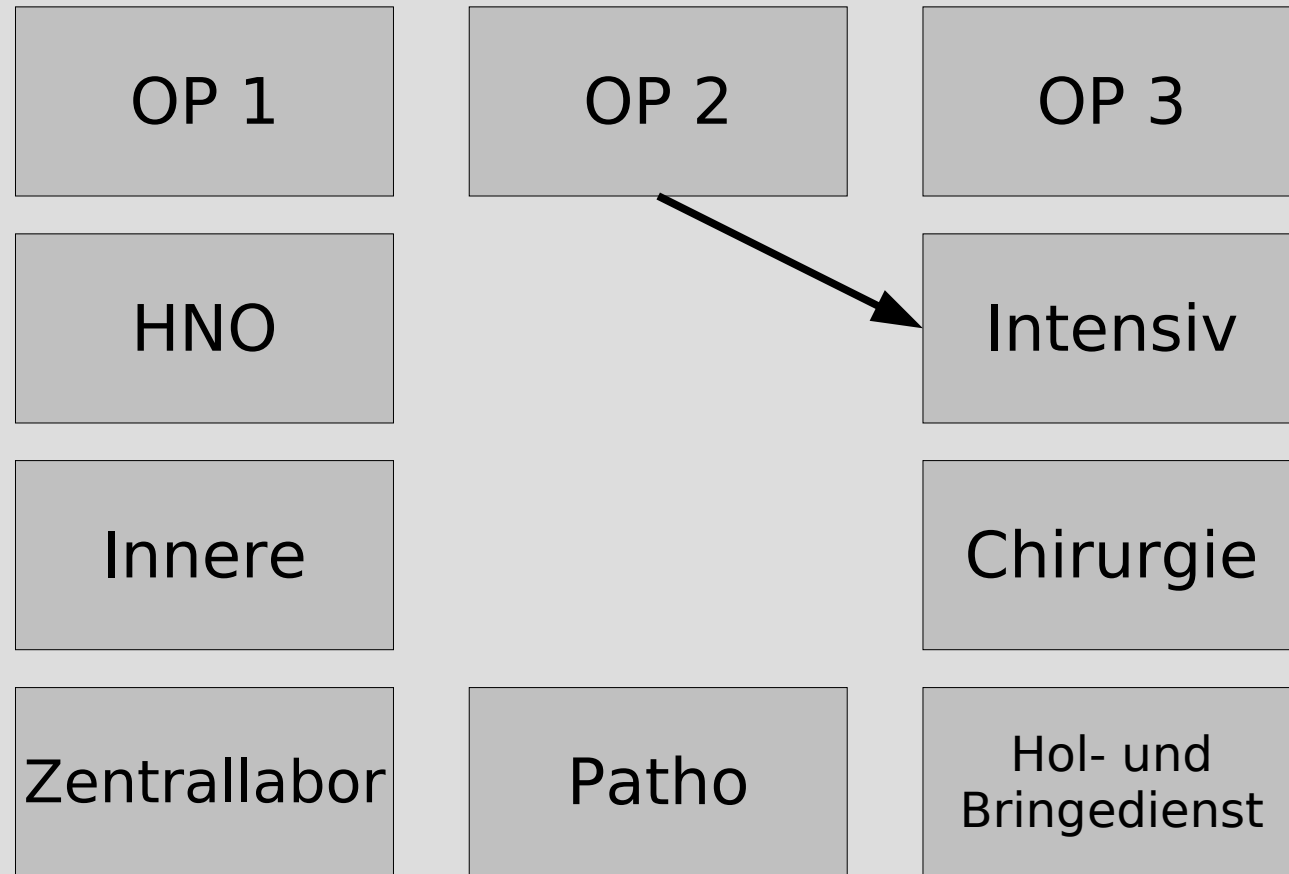 OP 1
OP 2
OP 3
HNO
Intensiv
Innere
Chirurgie
Zentrallabor
Patho
Hol- und
Bringedienst